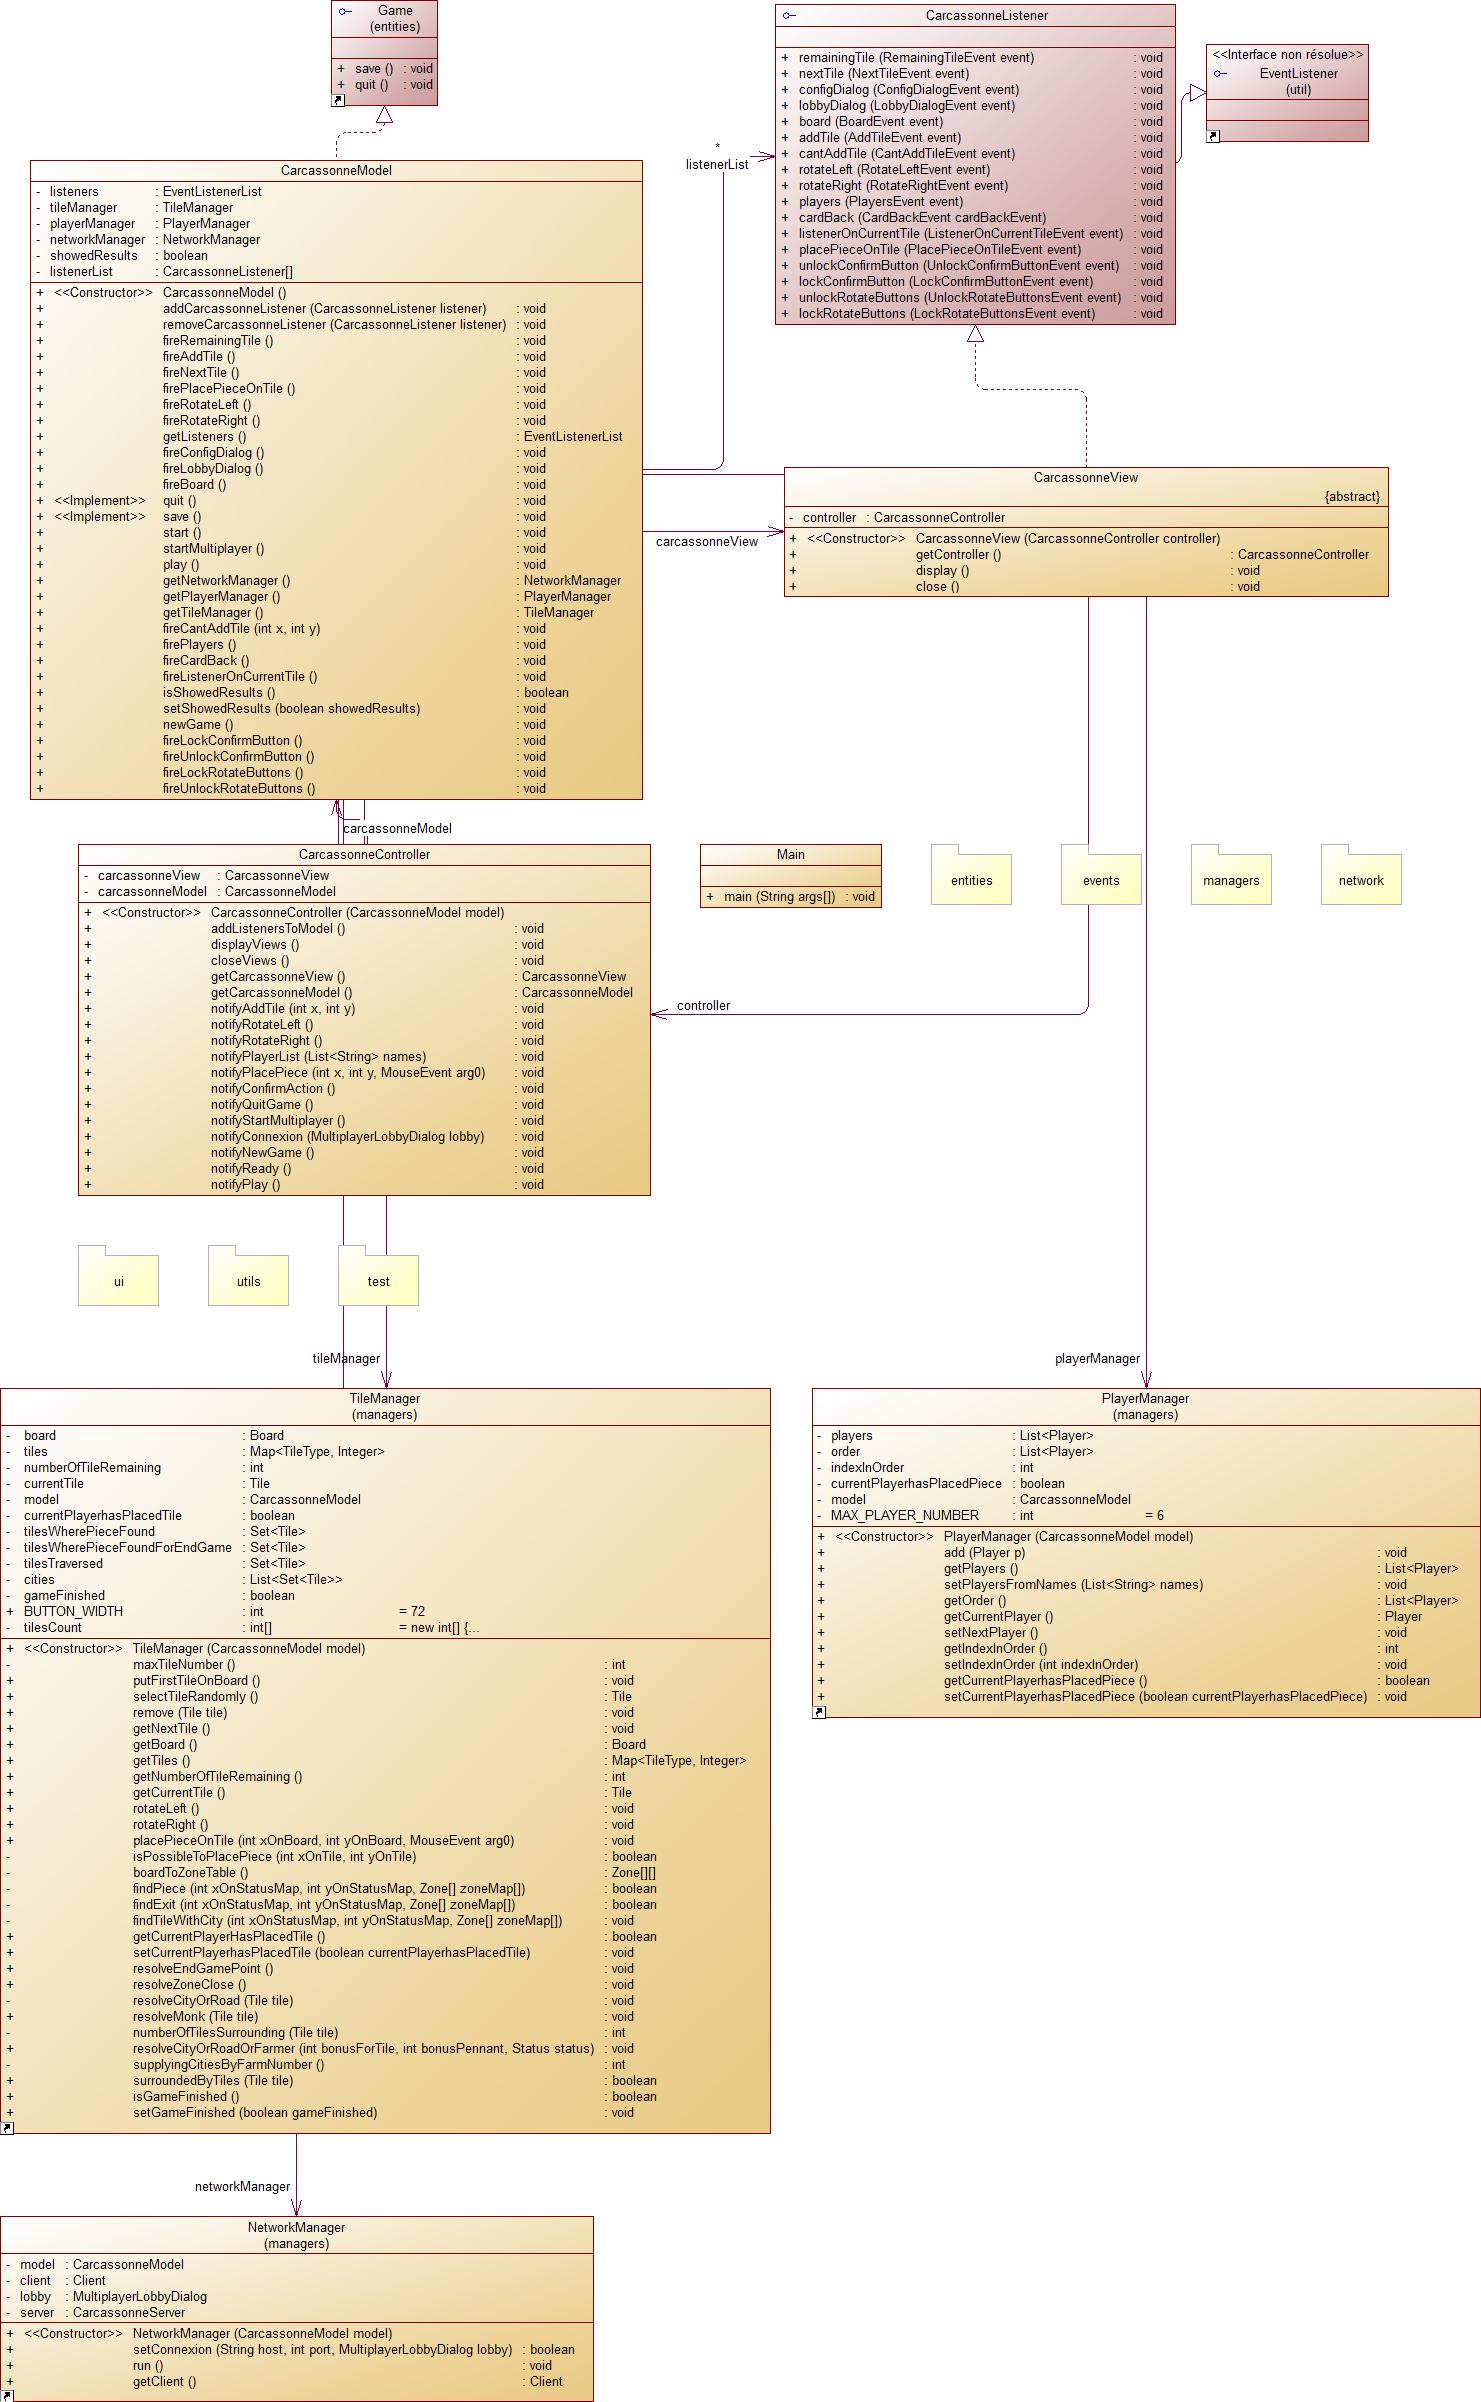 Game
(entities)
+ save () : void
+ quit () : void
CarcassonneListener
+ remainingTile (RemainingTileEvent event) : void
+ nextTile (NextTileEvent event) : void
+ configDialog (ConfigDialogEvent event) : void
+ lobbyDialog (LobbyDialogEvent event) : void
+ board (BoardEvent event) : void
+ addTile (AddTileEvent event) : void
+ cantAddTile (CantAddTileEvent event) : void
+ rotateLeft (RotateLeftEvent event) : void
+ rotateRight (RotateRightEvent event) : void
+ players (PlayersEvent event) : void
+ cardBack (CardBackEvent cardBackEvent) : void
+ listenerOnCurrentTile (ListenerOnCurrentTileEvent event) : void
+ placePieceOnTile (PlacePieceOnTileEvent event) : void
+ unlockConfirmButton (UnlockConfirmButtonEvent event) : void
+ lockConfirmButton (LockConfirmButtonEvent event) : void
+ unlockRotateButtons (UnlockRotateButtonsEvent event) : void
+ lockRotateButtons (LockRotateButtonsEvent event) : void
<<Interface non résolue>>
EventListener
(util)
*
listenerList
CarcassonneModel
- listeners : EventListenerList
- tileManager : TileManager
- playerManager : PlayerManager
- networkManager : NetworkManager
- showedResults : boolean
- listenerList : CarcassonneListener[]
+ <<Constructor>> CarcassonneModel ()
+ addCarcassonneListener (CarcassonneListener listener) : void
+ removeCarcassonneListener (CarcassonneListener listener) : void
+ fireRemainingTile () : void
+ fireAddTile () : void
+ fireNextTile () : void
+ firePlacePieceOnTile () : void
+ fireRotateLeft () : void
+ fireRotateRight () : void
+ getListeners () : EventListenerList
+ fireConfigDialog () : void
+ fireLobbyDialog () : void
+ fireBoard () : void
+ <<Implement>> quit () : void
+ <<Implement>> save () : void
+ start () : void
+ startMultiplayer () : void
+ play () : void
+ getNetworkManager () : NetworkManager
+ getPlayerManager () : PlayerManager
+ getTileManager () : TileManager
+ fireCantAddTile (int x, int y) : void
+ firePlayers () : void
+ fireCardBack () : void
+ fireListenerOnCurrentTile () : void
+ isShowedResults () : boolean
+ setShowedResults (boolean showedResults) : void
+ newGame () : void
+ fireLockConfirmButton () : void
+ fireUnlockConfirmButton () : void
+ fireLockRotateButtons () : void
+ fireUnlockRotateButtons () : void
carcassonneView
CarcassonneView
{abstract}
- controller : CarcassonneController
+ <<Constructor>> CarcassonneView (CarcassonneController controller)
+ getController () : CarcassonneController
+ display () : void
+ close () : void
carcassonneModel
CarcassonneController
- carcassonneView : CarcassonneView
- carcassonneModel : CarcassonneModel
+ <<Constructor>> CarcassonneController (CarcassonneModel model)
+ addListenersToModel () : void
+ displayViews () : void
+ closeViews () : void
+ getCarcassonneView () : CarcassonneView
+ getCarcassonneModel () : CarcassonneModel
+ notifyAddTile (int x, int y) : void
+ notifyRotateLeft () : void
+ notifyRotateRight () : void
+ notifyPlayerList (List<String> names) : void
+ notifyPlacePiece (int x, int y, MouseEvent arg0) : void
+ notifyConfirmAction () : void
+ notifyQuitGame () : void
+ notifyStartMultiplayer () : void
+ notifyConnexion (MultiplayerLobbyDialog lobby) : void
+ notifyNewGame () : void
+ notifyReady () : void
+ notifyPlay () : void
Main
+ main (String args[]) : void
entities
events
managers
network
controller
ui
utils
test
tileManager
playerManager
TileManager
(managers)
- board : Board
- tiles : Map<TileType, Integer>
- numberOfTileRemaining : int
- currentTile : Tile
- model : CarcassonneModel
- currentPlayerhasPlacedTile : boolean
- tilesWherePieceFound : Set<Tile>
- tilesWherePieceFoundForEndGame : Set<Tile>
- tilesTraversed : Set<Tile>
- cities : List<Set<Tile>>
- gameFinished : boolean
+ BUTTON_WIDTH : int = 72
- tilesCount : int[] = new int[] {...
+ <<Constructor>> TileManager (CarcassonneModel model)
- maxTileNumber () : int
+ putFirstTileOnBoard () : void
+ selectTileRandomly () : Tile
+ remove (Tile tile) : void
+ getNextTile () : void
+ getBoard () : Board
+ getTiles () : Map<TileType, Integer>
+ getNumberOfTileRemaining () : int
+ getCurrentTile () : Tile
+ rotateLeft () : void
+ rotateRight () : void
+ placePieceOnTile (int xOnBoard, int yOnBoard, MouseEvent arg0) : void
- isPossibleToPlacePiece (int xOnTile, int yOnTile) : boolean
- boardToZoneTable () : Zone[][]
- findPiece (int xOnStatusMap, int yOnStatusMap, Zone[] zoneMap[]) : boolean
- findExit (int xOnStatusMap, int yOnStatusMap, Zone[] zoneMap[]) : boolean
- findTileWithCity (int xOnStatusMap, int yOnStatusMap, Zone[] zoneMap[]) : void
+ getCurrentPlayerHasPlacedTile () : boolean
+ setCurrentPlayerhasPlacedTile (boolean currentPlayerhasPlacedTile) : void
+ resolveEndGamePoint () : void
+ resolveZoneClose () : void
- resolveCityOrRoad (Tile tile) : void
+ resolveMonk (Tile tile) : void
- numberOfTilesSurrounding (Tile tile) : int
+ resolveCityOrRoadOrFarmer (int bonusForTile, int bonusPennant, Status status) : void
- supplyingCitiesByFarmNumber () : int
+ surroundedByTiles (Tile tile) : boolean
+ isGameFinished () : boolean
+ setGameFinished (boolean gameFinished) : void
PlayerManager
(managers)
- players : List<Player>
- order : List<Player>
- indexInOrder : int
- currentPlayerhasPlacedPiece : boolean
- model : CarcassonneModel
- MAX_PLAYER_NUMBER : int = 6
+ <<Constructor>> PlayerManager (CarcassonneModel model)
+ add (Player p) : void
+ getPlayers () : List<Player>
+ setPlayersFromNames (List<String> names) : void
+ getOrder () : List<Player>
+ getCurrentPlayer () : Player
+ setNextPlayer () : void
+ getIndexInOrder () : int
+ setIndexInOrder (int indexInOrder) : void
+ getCurrentPlayerhasPlacedPiece () : boolean
+ setCurrentPlayerhasPlacedPiece (boolean currentPlayerhasPlacedPiece) : void
networkManager
NetworkManager
(managers)
- model : CarcassonneModel
- client : Client
- lobby : MultiplayerLobbyDialog
- server : CarcassonneServer
+ <<Constructor>> NetworkManager (CarcassonneModel model)
+ setConnexion (String host, int port, MultiplayerLobbyDialog lobby) : boolean
+ run () : void
+ getClient () : Client